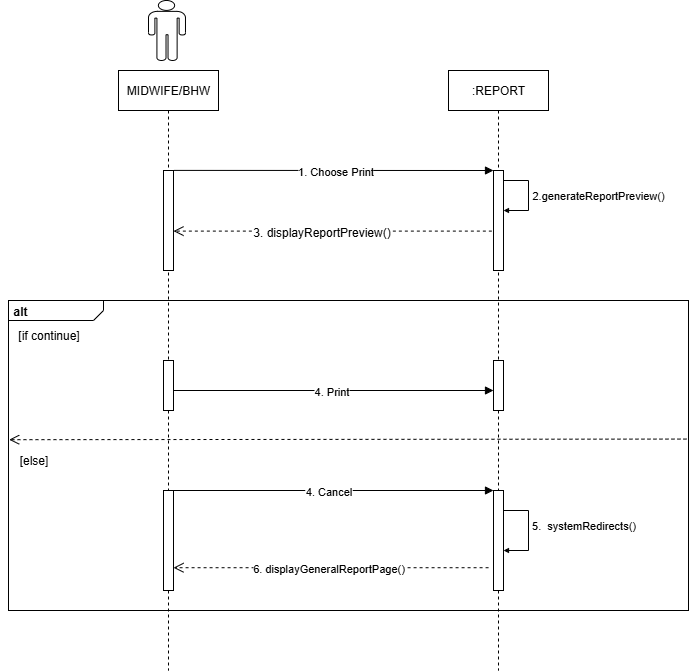 MIDWIFE/BHW
:REPORT
1. Choose Print
2.generateReportPreview()
3. displayReportPreview()
alt
[if continue]
4. Print
[else]
4. Cancel
5. systemRedirects()
6. displayGeneralReportPage()